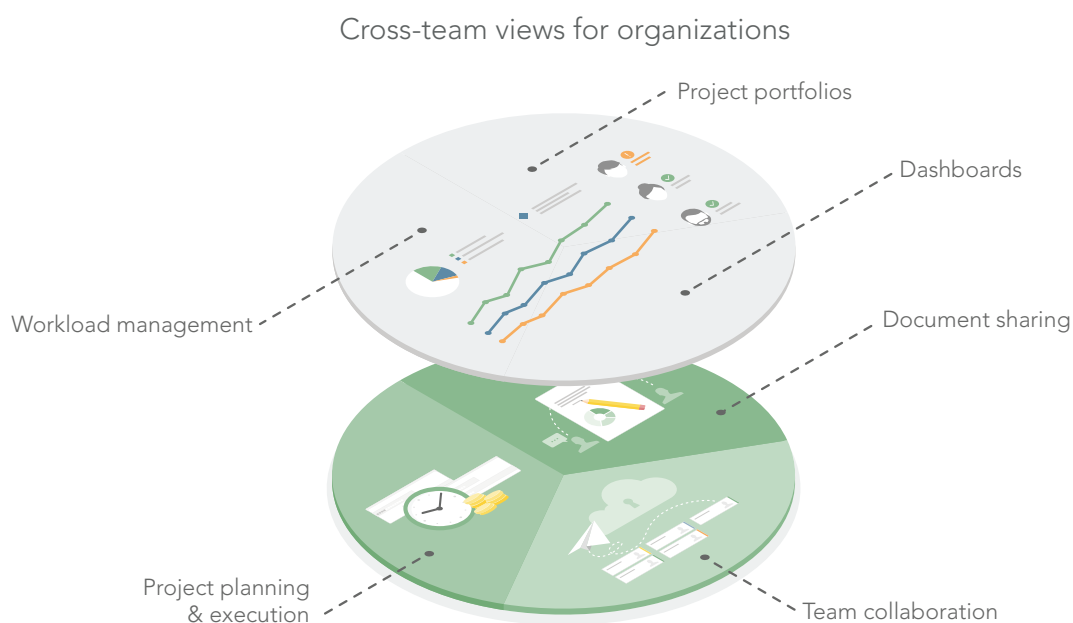 Cross-team views for organizations
Project portfolios
Dashboards
Workload management
Document sharing
Project planning
& execution
Team collaboration